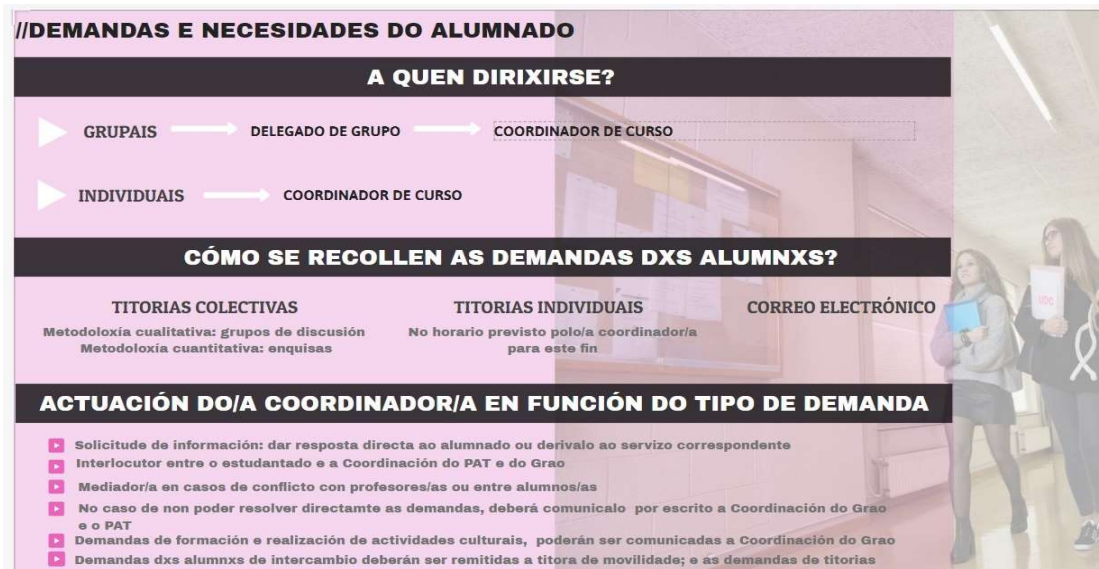 //DEMANDAS E NECESIDADES DO ALUMNADO
A QUEN DIRIXIRSE?
GRUPAIS DELEGADO DE GRUPO COORDINADOR DE CURSO
INDIVIDUAIS COORDINADOR DE CURSO
CÓMO SE RECOLLEN AS DEMANDAS DXS ALUMNXS?
TITORIAS COLECTIVAS TITORIAS INDIVIDUAIS CORREO ELECTRÓNICO
Metodoloxía cualitativa: grupos de discusión No horario previsto polo/a coordinador/a
Metodoloxía cuantitativa: enquisas para este fin
UDC
ACTUACIÓN DO/A COORDINADOR/A EN FUNCIÓN DO TIPO DE DEMANDA
Solicitude de información: dar resposta directa ao alumnado ou derivalo ao servizo correspondente
Interlocutor entre o estudantado e a Coordinación do PAT e do Grao
Mediador/a en casos de conflicto con profesores/as ou entre alumnos/as
No caso de non poder resolver directamte as demandas, deberá comunicalo por escrito a Coordinación do Grao
e o PAT
Demandas de formación e realización de actividades culturais, poderán ser comunicadas a Coordinación do Grao
Demandas dxs alumnxs de intercambio deberán ser remitidas a titora de movilidade; e as demandas de titorias